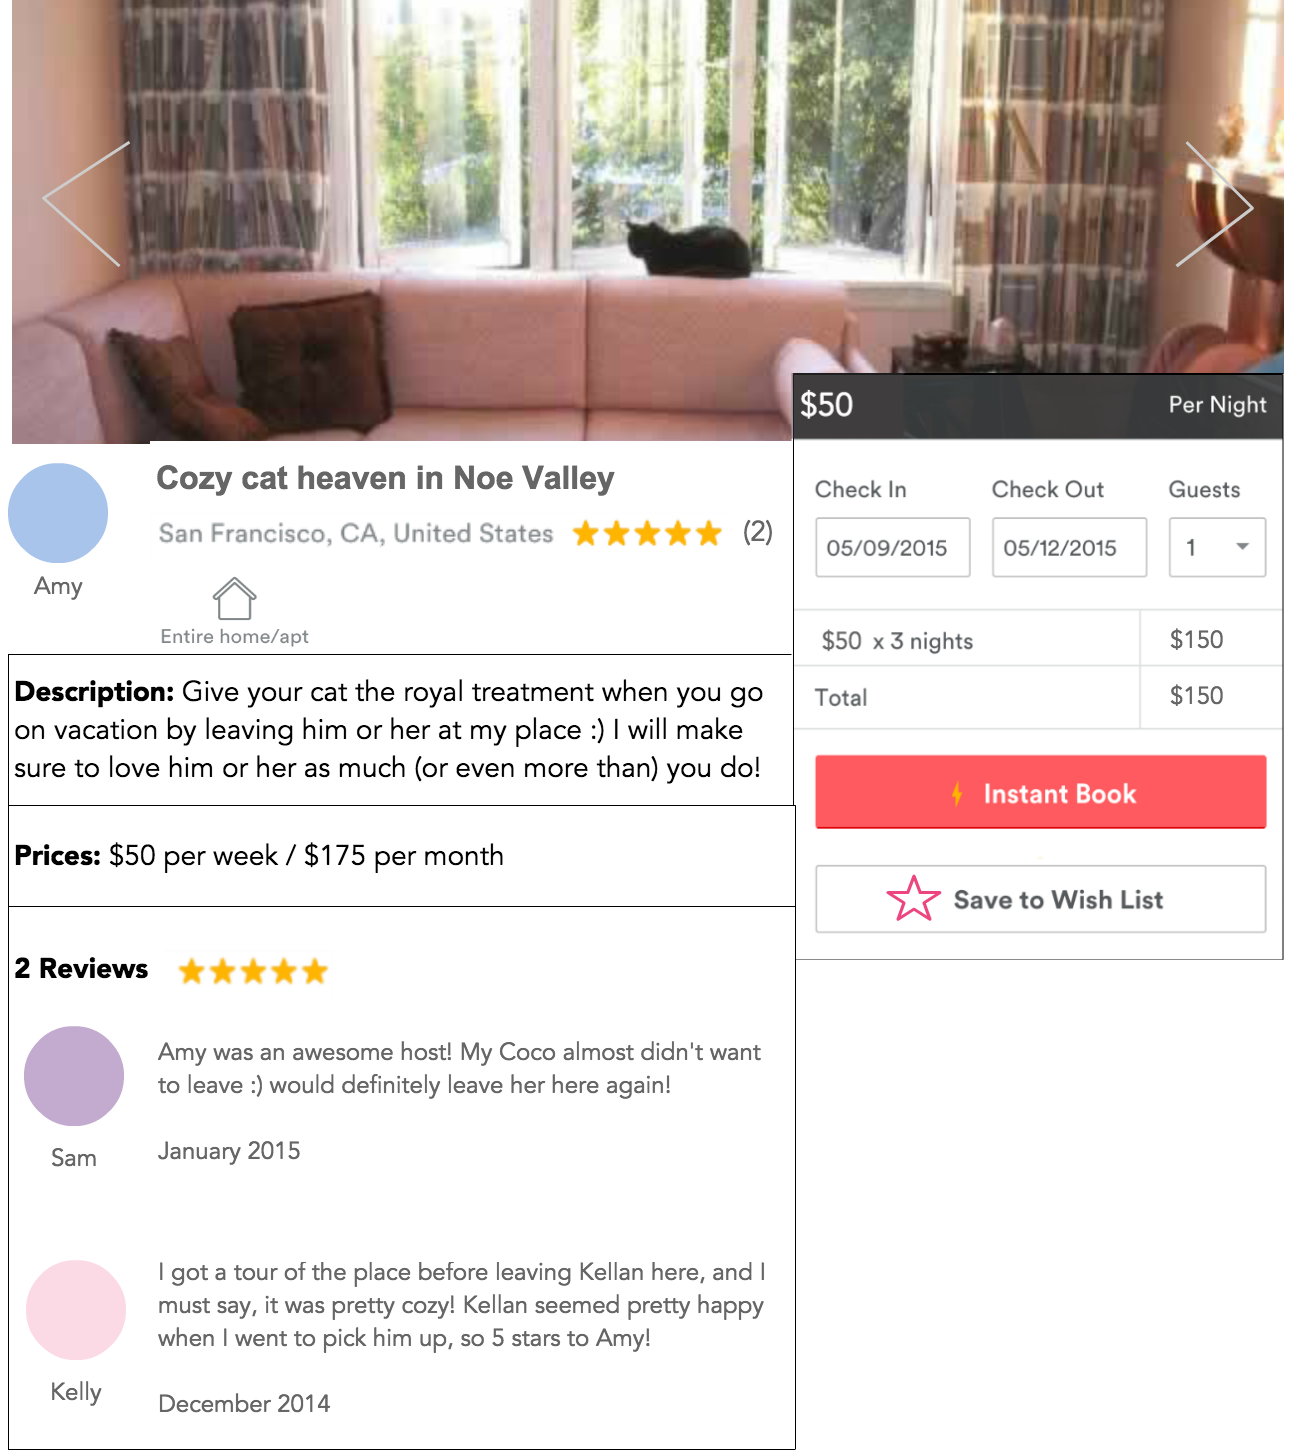 $50
Per Night
Cozy cat heaven in Noe Valley
San Francisco, CA, United States
(2)
Amy
Entire home/apt
Check In
Check Out
Guests
05/09/2015
05/12/2015
1
$50 x 3 nights
$150
Total
$150
Instant Book
Save to Wish List
Description: Give your cat the royal treatment when you go
on vacation by leaving him or her at my place :) I will make
sure to love him or her as much (or even more than) you do!
Prices: $50 per week / $175 per month
2 Reviews
Amy was an awesome host! My Coco almost didn't want
to leave :) would definitely leave her here again!
January 2015
Sam
I got a tour of the place before leaving Kellan here, and I
must say, it was pretty cozy! Kellan seemed pretty happy
when I went to pick him up, so 5 stars to Amy!
December 2014
Kelly